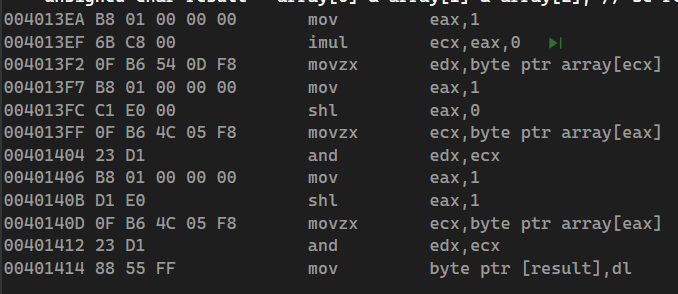 unsigned char result = array[0] & array[1] & array[2]; // se re
004013EA B8 01 00 00 00 mov eax,1
004013EF 6B C8 00 imul ecx,eax,0
004013F2 0F B6 54 0D F8 movzx edx,byte ptr array[ecx]
004013F7 B8 01 00 00 00 mov eax,1
004013FC C1 E0 00 shl eax,0
004013FF 0F B6 4C 05 F8 movzx ecx,byte ptr array[eax]
00401404 23 D1 and edx,ecx
00401406 B8 01 00 00 00 mov eax,1
0040140B D1 E0 shl eax,1
0040140D 0F B6 4C 05 F8 movzx ecx,byte ptr array[eax]
00401412 23 D1 and edx,ecx
00401414 88 55 FF mov byte ptr [result],dl